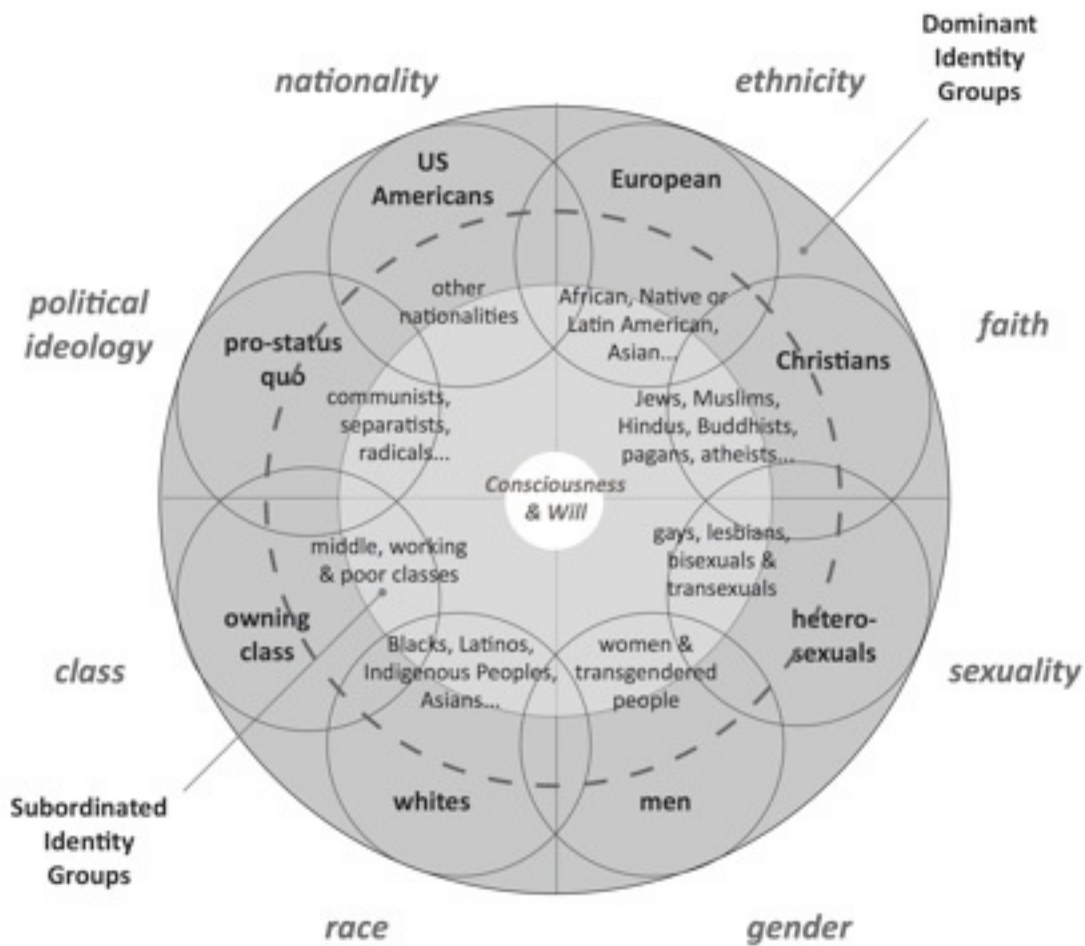 Dominant
Identity
Groups
nationality
ethnicity
US
Americans
European
other
nationalities
African, Native or
Latin American,
Asian...
political
ideology
faith
pro-status
quo
Christians
communists,
separatists,
radicals...
Jews, Muslims,
Hindus, Buddhists,
pagans, atheists...
Consciousness
& Will
middle, working
& poor classes
gays, lesbians,
bisexuals &
transexuals
owning
class
hetero-
sexuals
class
sexuality
Blacks, Latinos,
Indigenous Peoples,
Asians...
women &
transgendered
people
whites
men
Subordinated
Identity
Groups
race
gender